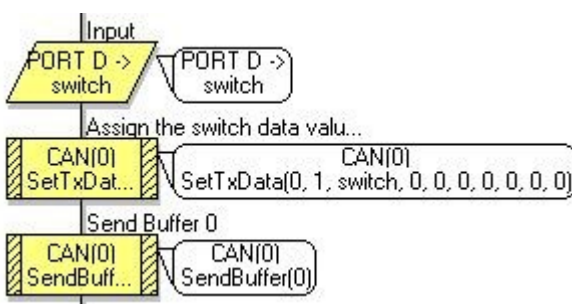 Input
PORT D ->
switch
PORT D ->
switch
Assign the switch data valu...
CAN(0)
SetTxDat...
CAN(0)
SetTxData(0, 1, switch, 0, 0, 0, 0, 0, 0, 0)
Send Buffer 0
CAN(0)
SendBuff...
CAN(0)
SendBuffer(0)